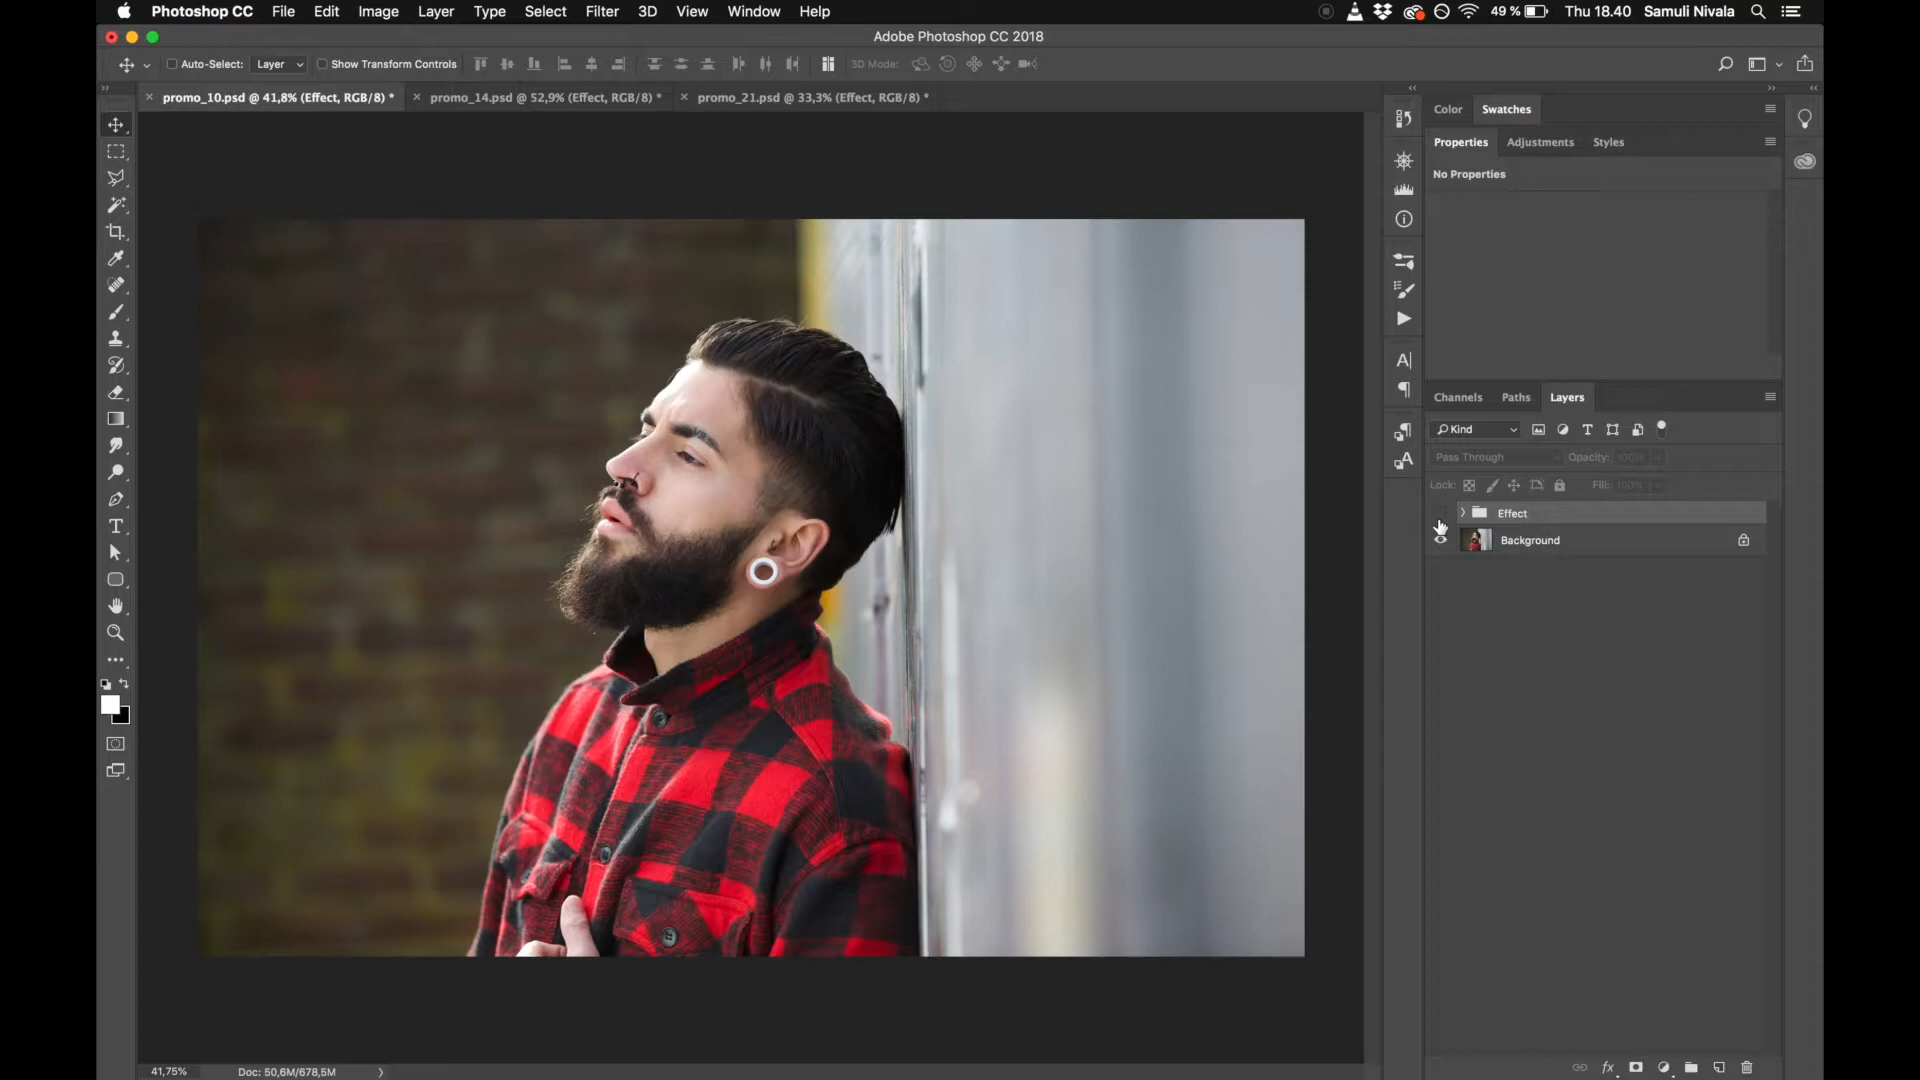 Photoshop CC File Edit Image Layer Type Select Filter 3D View Window Help 49 % Thu 18.40 Samuli Nivala
Adobe Photoshop CC 2018
Auto-Select: Layer Show Transform Controls 3D Mode:
promo_10.psd @ 41,8% (Effect, RGB/8) * promo_14.psd @ 52,9% (Effect, RGB/8) * promo_21.psd @ 33,3% (Effect, RGB/8) *
Color Swatches
Properties Adjustments Styles
No Properties
Channels Paths Layers
Kind
Pass Through Opacity: 100%
Lock: Fill: 100%
Effect
Background
41,75% Doc: 50,6M/678,5M